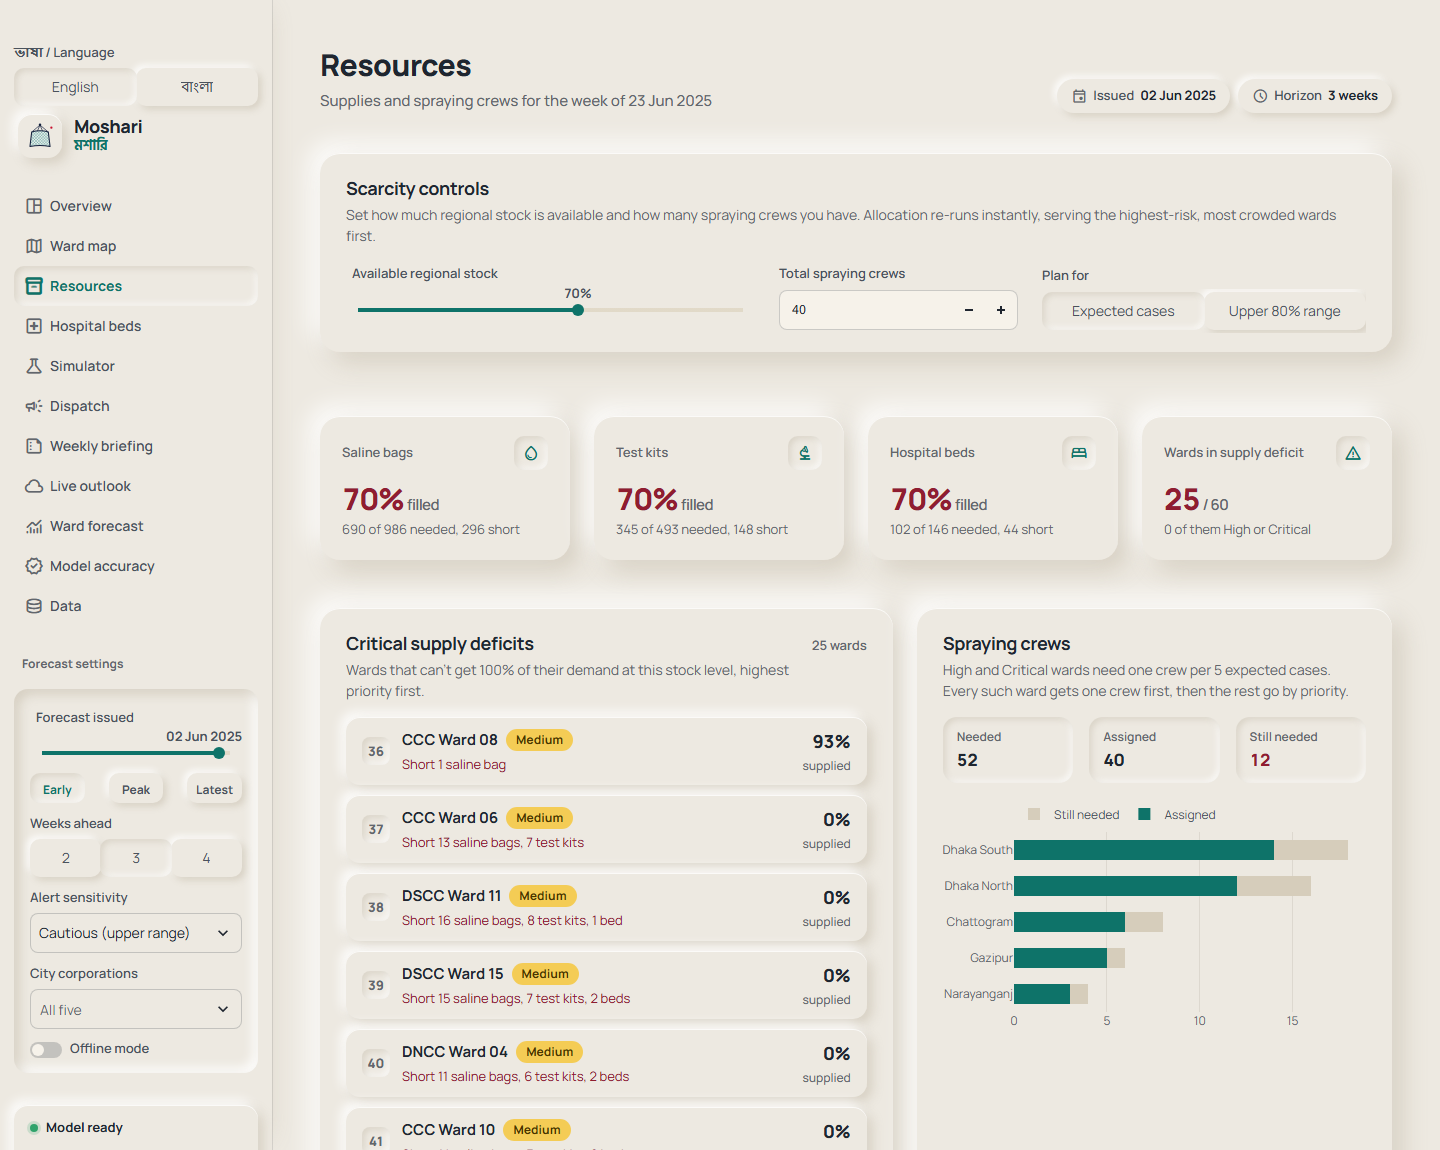 ভাষা / Language
English
বাংলা
Moshari
মশারি
Overview
Ward map
Resources
Hospital beds
Simulator
Dispatch
Weekly briefing
Live outlook
Ward forecast
Model accuracy
Data
Forecast settings
Forecast issued
02 Jun 2025
Early
Peak
Latest
Weeks ahead
2
3
4
Alert sensitivity
Cautious (upper range)
City corporations
All five
Offline mode
Model ready
Resources
Supplies and spraying crews for the week of 23 Jun 2025
Issued 02 Jun 2025
Horizon 3 weeks
Scarcity controls
Set how much regional stock is available and how many spraying crews you have. Allocation re-runs instantly, serving the highest-risk, most crowded wards
first.
Available regional stock
70%
Total spraying crews
40
Plan for
Expected cases
Upper 80% range
Saline bags
70% filled
690 of 986 needed, 296 short
Test kits
70% filled
345 of 493 needed, 148 short
Hospital beds
70% filled
102 of 146 needed, 44 short
Wards in supply deficit
25 / 60
0 of them High or Critical
Critical supply deficits
25 wards
Wards that can't get 100% of their demand at this stock level, highest
priority first.
36
CCC Ward 08 Medium
Short 1 saline bag
93%
supplied
37
CCC Ward 06 Medium
Short 13 saline bags, 7 test kits
0%
supplied
38
DSCC Ward 11 Medium
Short 16 saline bags, 8 test kits, 1 bed
0%
supplied
39
DSCC Ward 15 Medium
Short 15 saline bags, 7 test kits, 2 beds
0%
supplied
40
DNCC Ward 04 Medium
Short 11 saline bags, 6 test kits, 2 beds
0%
supplied
41
CCC Ward 10 Medium
0%
Spraying crews
High and Critical wards need one crew per 5 expected cases.
Every such ward gets one crew first, then the rest go by priority.
Needed
52
Assigned
40
Still needed
12
Still needed
Assigned
Dhaka South
Dhaka North
Chattogram
Gazipur
Narayanganj
0 5 10 15